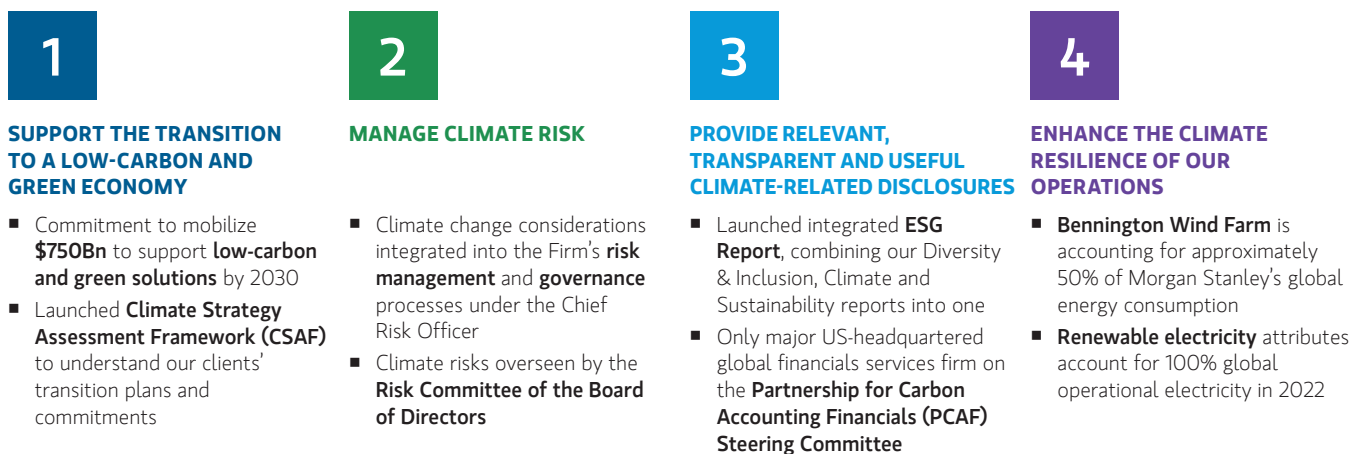 1
SUPPORT THE TRANSITION
TO A LOW-CARBON AND
GREEN ECONOMY
■ Commitment to mobilize
$750Bn to support low-carbon
and green solutions by 2030
■ Launched Climate Strategy
Assessment Framework (CSAF)
to understand our clients'
transition plans and
commitments
2
MANAGE CLIMATE RISK
■ Climate change considerations
integrated into the Firm's risk
management and governance
processes under the Chief
Risk Officer
■ Climate risks overseen by the
Risk Committee of the Board
of Directors
3
PROVIDE RELEVANT,
TRANSPARENT AND USEFUL
CLIMATE-RELATED DISCLOSURES
■ Launched integrated ESG
Report, combining our Diversity
& Inclusion, Climate and
Sustainability reports into one
■ Only major US-headquartered
global financials services firm on
the Partnership for Carbon
Accounting Financials (PCAF)
Steering Committee
4
ENHANCE THE CLIMATE
RESILIENCE OF OUR
OPERATIONS
■ Bennington Wind Farm is
accounting for approximately
50% of Morgan Stanley's global
energy consumption
■ Renewable electricity attributes
account for 100% global
operational electricity in 2022